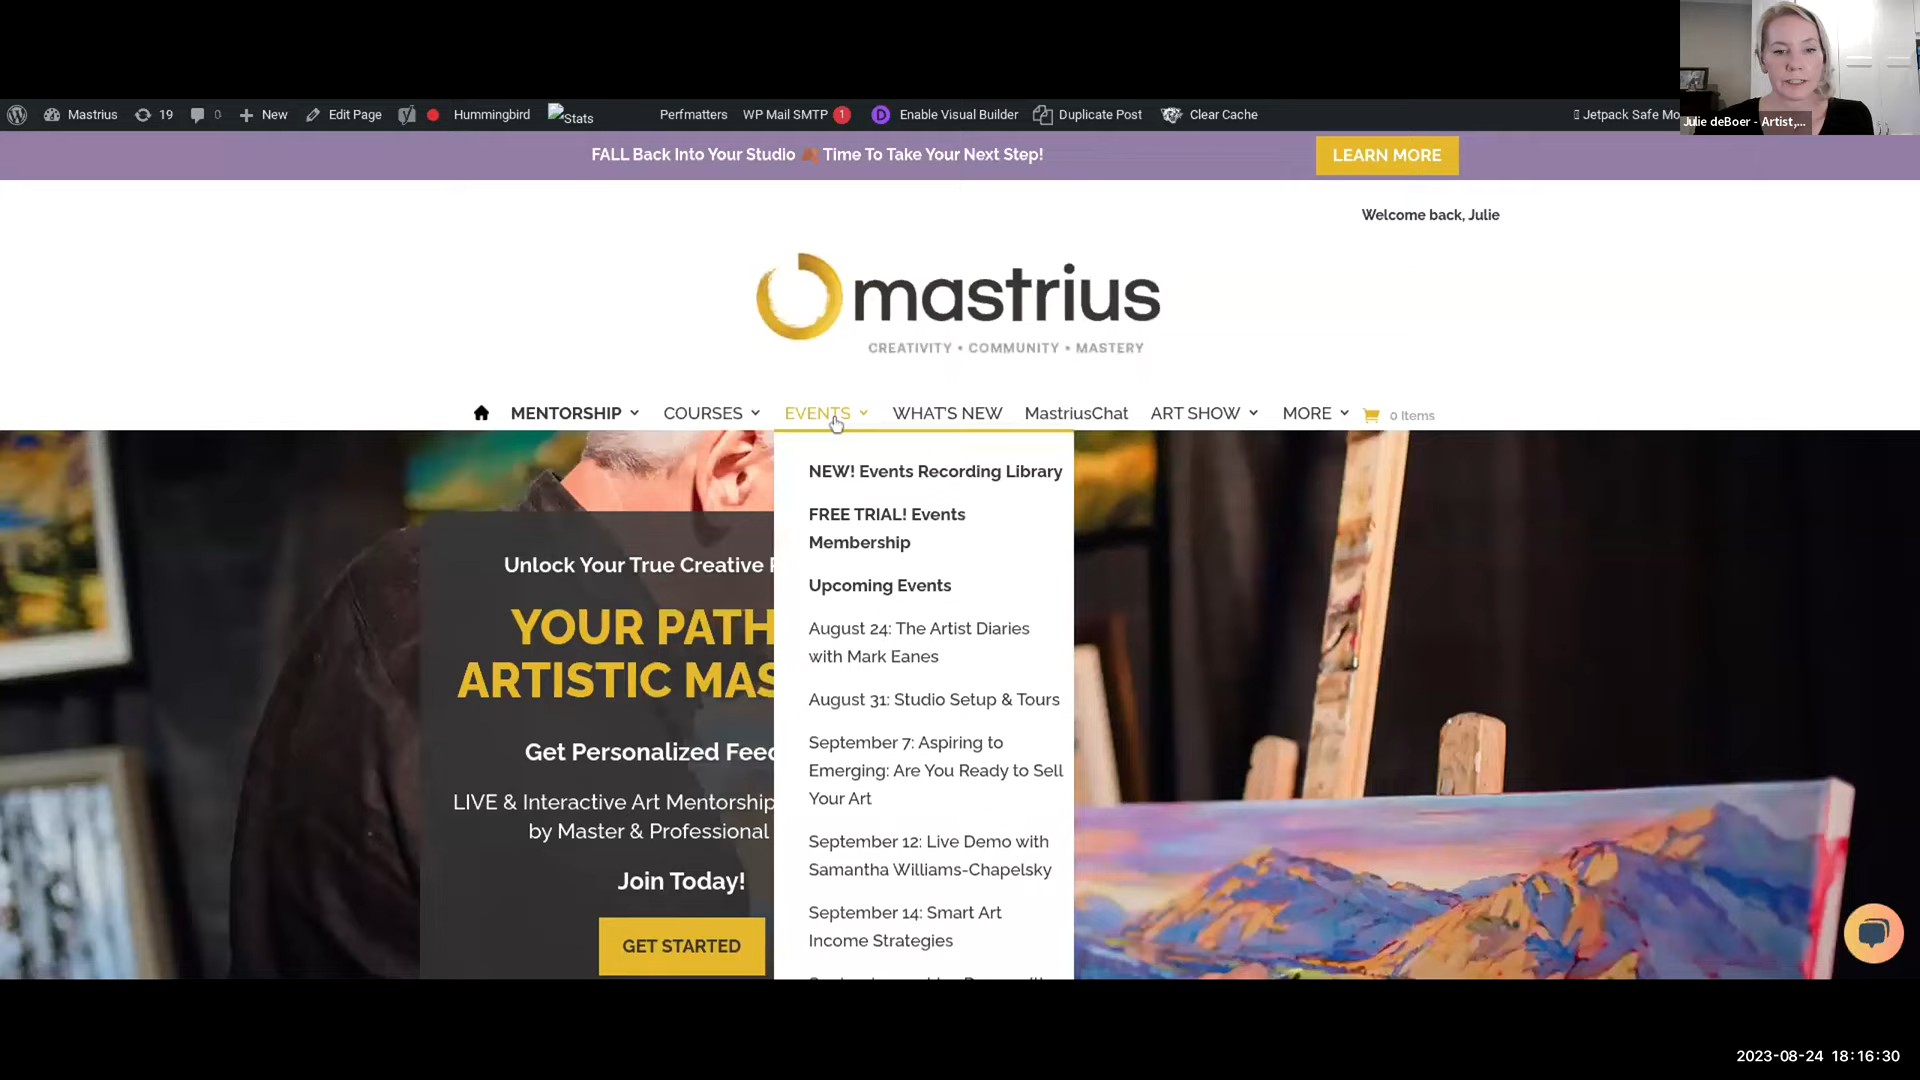 Mastrius 19 0 New Edit Page Hummingbird Stats Perfmatters WP Mail SMTP 1 Enable Visual Builder Duplicate Post Clear Cache Jetpack Safe Mo
Julie deBoer - Artist,...
FALL Back Into Your Studio 🍂 Time To Take Your Next Step!
LEARN MORE
Welcome back, Julie
mastrius
CREATIVITY • COMMUNITY • MASTERY
MENTORSHIP COURSES EVENTS WHAT'S NEW MastriusChat ART SHOW MORE 0 Items
NEW! Events Recording Library
FREE TRIAL! Events
Membership
Upcoming Events
August 24: The Artist Diaries
with Mark Eanes
August 31: Studio Setup & Tours
September 7: Aspiring to
Emerging: Are You Ready to Sell
Your Art
September 12: Live Demo with
Samantha Williams-Chapelsky
September 14: Smart Art
Income Strategies
Unlock Your True Creative
YOUR PATH
ARTISTIC MAS
Get Personalized Feed
LIVE & Interactive Art Mentorship
by Master & Professional
Join Today!
GET STARTED
2023-08-24 18:16:30